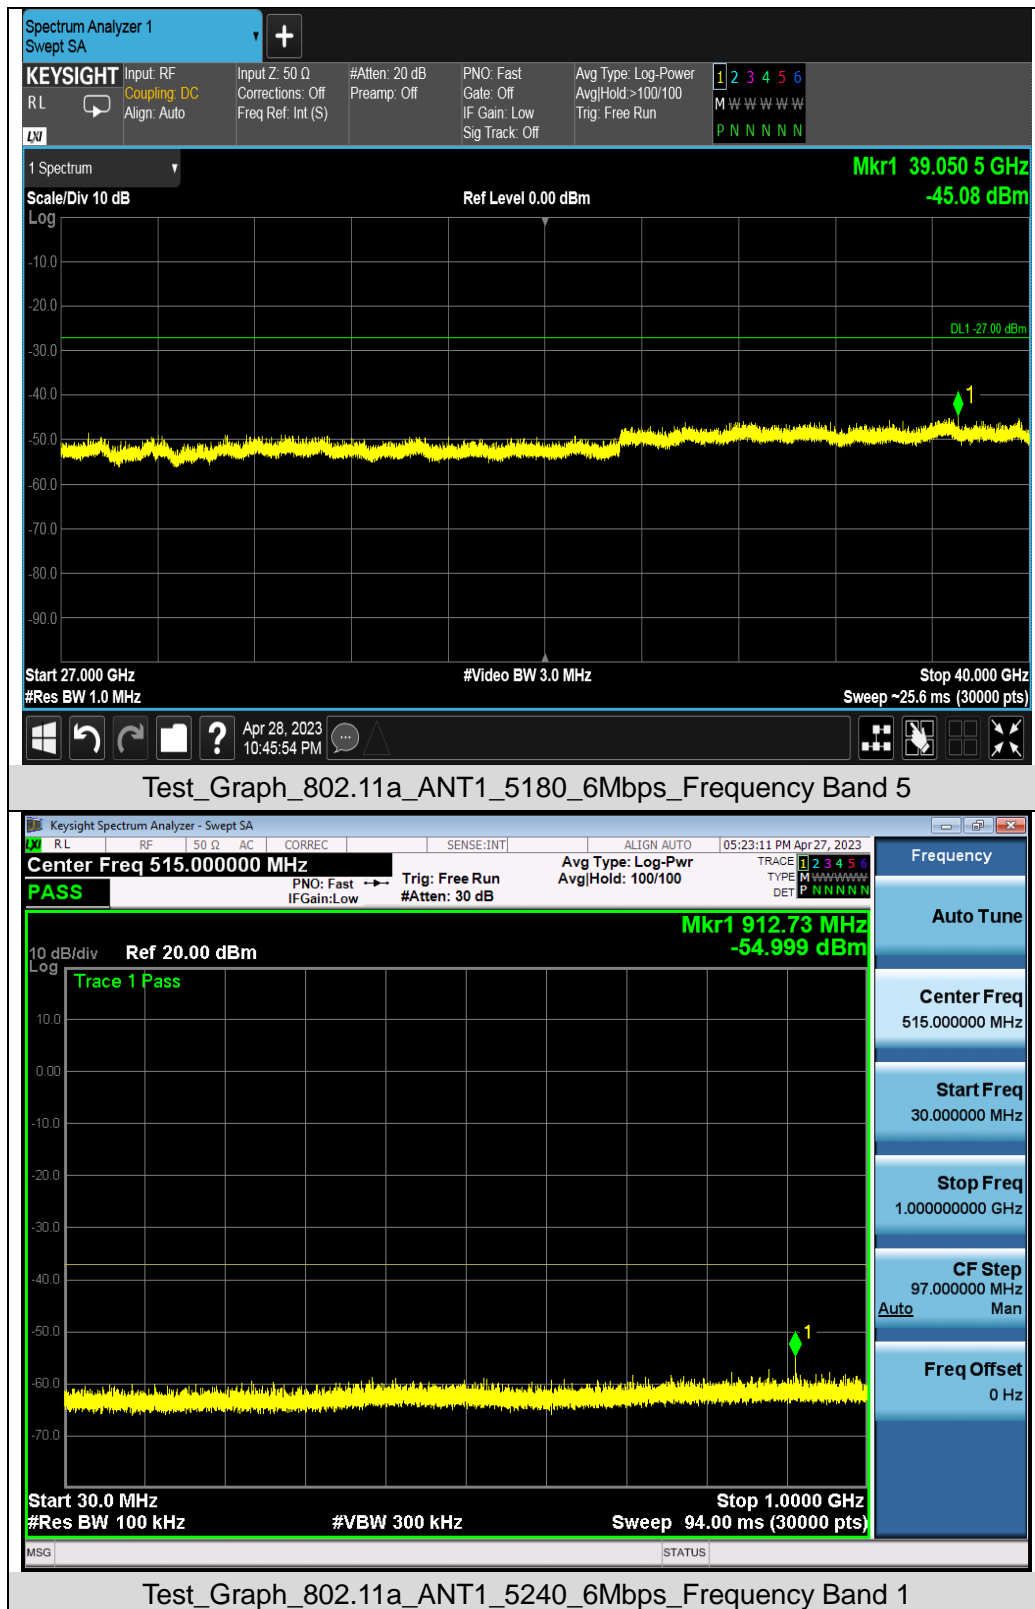 Spectrum Analyzer 1
Swept SA
+
KEYSIGHT
RL
LXI
Input: RF
Coupling: DC
Align: Auto
Input Z: 50 Ω
Corrections: Off
Freq Ref: Int (S)
#Atten: 20 dB
Preamp: Off
PNO: Fast
Gate: Off
IF Gain: Low
Sig Track: Off
Avg Type: Log-Power
Avg|Hold:>100/100
Trig: Free Run
1 2 3 4 5 6
M W W W W W
P N N N N N
1 Spectrum
Mkr1 39.050 5 GHz
-45.08 dBm
Scale/Div 10 dB
Ref Level 0.00 dBm
Log
-10.0
-20.0
DL1 -27.00 dBm
-30.0
-40.0
1
-50.0
-60.0
-70.0
-80.0
-90.0
Start 27.000 GHz
#Video BW 3.0 MHz
Stop 40.000 GHz
#Res BW 1.0 MHz
Sweep ~25.6 ms (30000 pts)
?
Apr 28, 2023
10:45:54 PM
Test_Graph_802.11a_ANT1_5180_6Mbps_Frequency Band 5
Keysight Spectrum Analyzer - Swept SA
LXI RL RF 50 Ω AC CORREC SENSE:INT ALIGN AUTO 05:23:11 PM Apr 27, 2023
Center Freq 515.000000 MHz
PASS
PNO: Fast
IFGain:Low
Trig: Free Run
#Atten: 30 dB
Avg Type: Log-Pwr
Avg|Hold: 100/100
TRACE 1 2 3 4 5 6
TYPE M WWWWW
DET P N N N N N
Mkr1 912.73 MHz
-54.999 dBm
10 dB/div
Ref 20.00 dBm
Log
Trace 1 Pass
10.0
0.00
-10.0
-20.0
-30.0
-40.0
-50.0
1
-60.0
-70.0
Start 30.0 MHz
Stop 1.0000 GHz
#Res BW 100 kHz
#VBW 300 kHz
Sweep 94.00 ms (30000 pts)
MSG
STATUS
Frequency
Auto Tune
Center Freq
515.000000 MHz
Start Freq
30.000000 MHz
Stop Freq
1.000000000 GHz
CF Step
97.000000 MHz
Auto Man
Freq Offset
0 Hz
Test_Graph_802.11a_ANT1_5240_6Mbps_Frequency Band 1